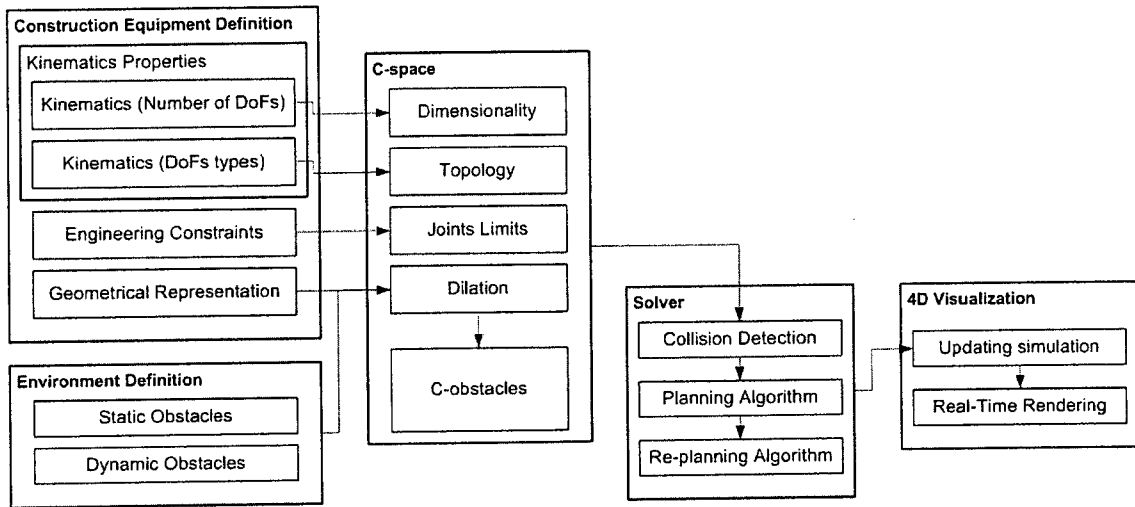 Construction Equipment Definition
Kinematics Properties
Kinematics (Number of DoFs)
Kinematics (DoFs types)
Engineering Constraints
Geometrical Representation
Environment Definition
Static Obstacles
Dynamic Obstacles
C-space
Dimensionality
Topology
Joints Limits
Dilation
C-obstacles
Solver
Collision Detection
Planning Algorithm
Re-planning Algorithm
4D Visualization
Updating simulation
Real-Time Rendering